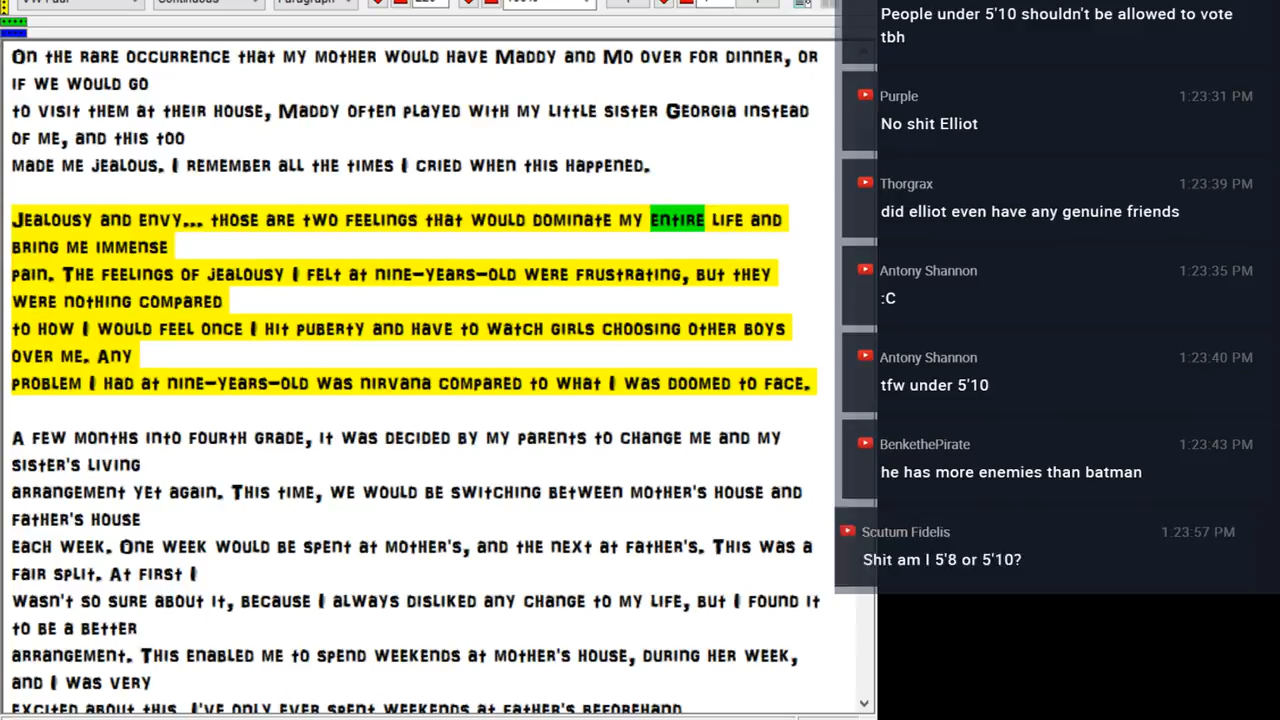 On the rare occurrence that my mother would have Maddy and Mo over for dinner, or
if we would go
to visit them at their house, Maddy often played with my little sister Georgia instead
of me, and this too
made me jealous. I remember all the times I cried when this happened.
Jealousy and envy... those are two feelings that would dominate my entire life and
bring me immense
pain. The feelings of jealousy I felt at nine-years-old were frustrating, but they
were nothing compared
to how I would feel once I hit puberty and have to watch girls choosing other boys
over me. Any
problem I had at nine-years-old was nirvana compared to what I was doomed to face.
A few months into fourth grade, it was decided by my parents to change me and my
sister's living
arrangement yet again. This time, we would be switching between mother's house and
father's house
each week. One week would be spent at mother's, and the next at father's. This was a
fair split. At first I
wasn't so sure about it, because I always disliked any change to my life, but I found it
to be a better
arrangement. This enabled me to spend weekends at mother's house, during her week,
and I was very
excited about this. I've only ever spent weekends at father's beforehand.
People under 5'10 shouldn't be allowed to vote
tbh
Purple 1:23:31 PM
No shit Elliot
Thorgrax 1:23:39 PM
did elliot even have any genuine friends
Antony Shannon 1:23:35 PM
:C
Antony Shannon 1:23:40 PM
tfw under 5'10
BenkethePirate 1:23:43 PM
he has more enemies than batman
Scutum Fidelis 1:23:57 PM
Shit am I 5'8 or 5'10?